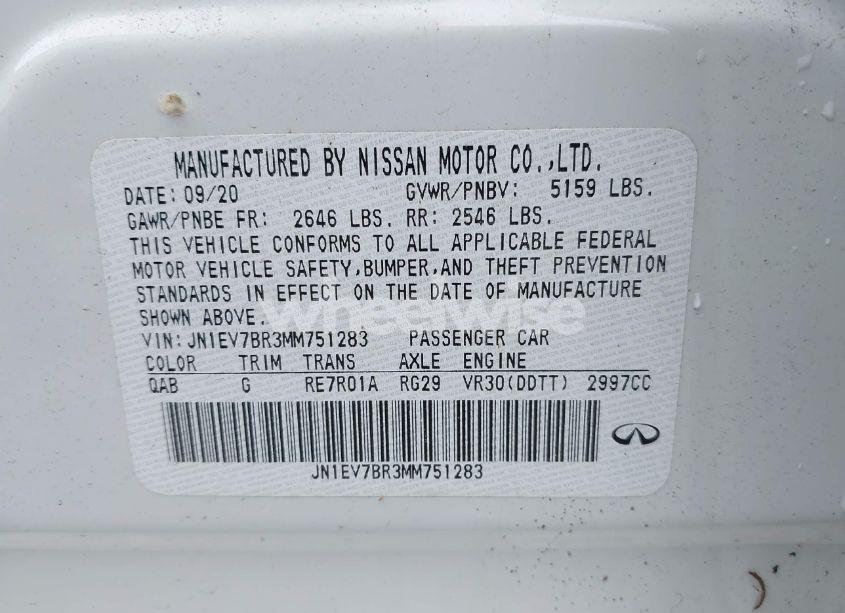 MANUFACTURED BY NISSAN MOTOR CO.,LTD.
DATE: 09/20 GVWR/PNBV: 5159 LBS.
GAWR/PNBE FR: 2646 LBS. RR: 2546 LBS.
THIS VEHICLE CONFORMS TO ALL APPLICABLE FEDERAL
MOTOR VEHICLE SAFETY,BUMPER,AND THEFT PREVENTION
STANDARDS IN EFFECT ON THE DATE OF MANUFACTURE
SHOWN ABOVE.
wheelwise
VIN:JN1EV7BR3MM751283 PASSENGER CAR
COLOR TRIM TRANS AXLE ENGINE
QAB G RE7R01A RG29 VR30(DDTT) 2997CC
JN1EV7BR3MM751283